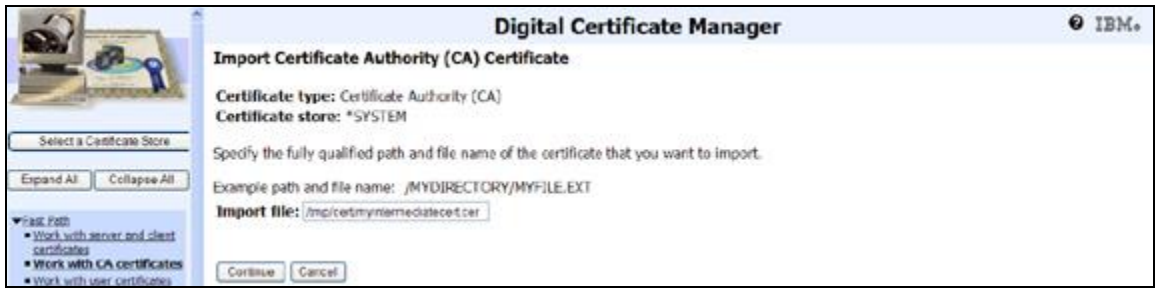 Digital Certificate Manager
IBM.
Import Certificate Authority (CA) Certificate
Certificate type: Certificate Authority (CA)
Certificate store: *SYSTEM
Select a Certificate Store
Specify the fully qualified path and file name of the certificate that you want to import.
Expand All Collapse All
Example path and file name: /MYDIRECTORY/MYFILE.EXT
Import file: /tmp/cert/myintermediatecert.cer
Fast Path
Work with server and client
certificates
Work with CA certificates
Work with user certificates
Continue Cancel